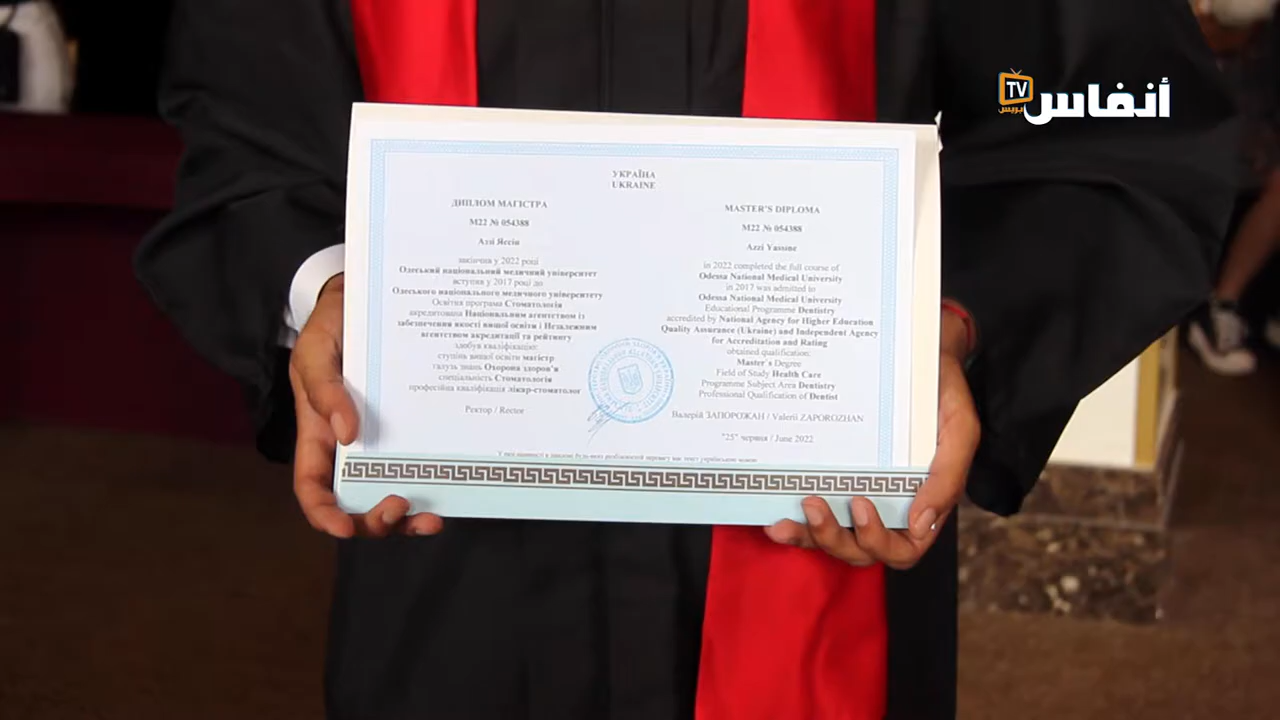 أنفاس
بريس
TV
УКРАЇНА
UKRAINE
ДИПЛОМ МАГІСТРА
М22 № 054388
Аззі Яссін
закінчив у 2022 році
Одеський національний медичний університет
вступив у 2017 році до
Одеського національного медичного університету
Освітня програма Стоматологія
акредитована Національним агентством із
забезпечення якості вищої освіти і Незалежним
агентством акредитації та рейтингу
здобув кваліфікацію:
ступінь вищої освіти магістр
галузь знань Охорона здоров'я
спеціальність Стоматологія
професійна кваліфікація лікар-стоматолог
Ректор / Rector
MASTER'S DIPLOMA
M22 № 054388
Azzi Yassine
in 2022 completed the full course of
Odessa National Medical University
in 2017 was admitted to
Odessa National Medical University
Educational Programme Dentistry
accredited by National Agency for Higher Education
Quality Assurance (Ukraine) and Independent Agency
for Accreditation and Rating
obtained qualification:
Master's Degree
Field of Study Health Care
Programme Subject Area Dentistry
Professional Qualification of Dentist
Валерій ЗАПОРОЖАН / Valerii ZAPOROZHAN
"25" червня / June 2022